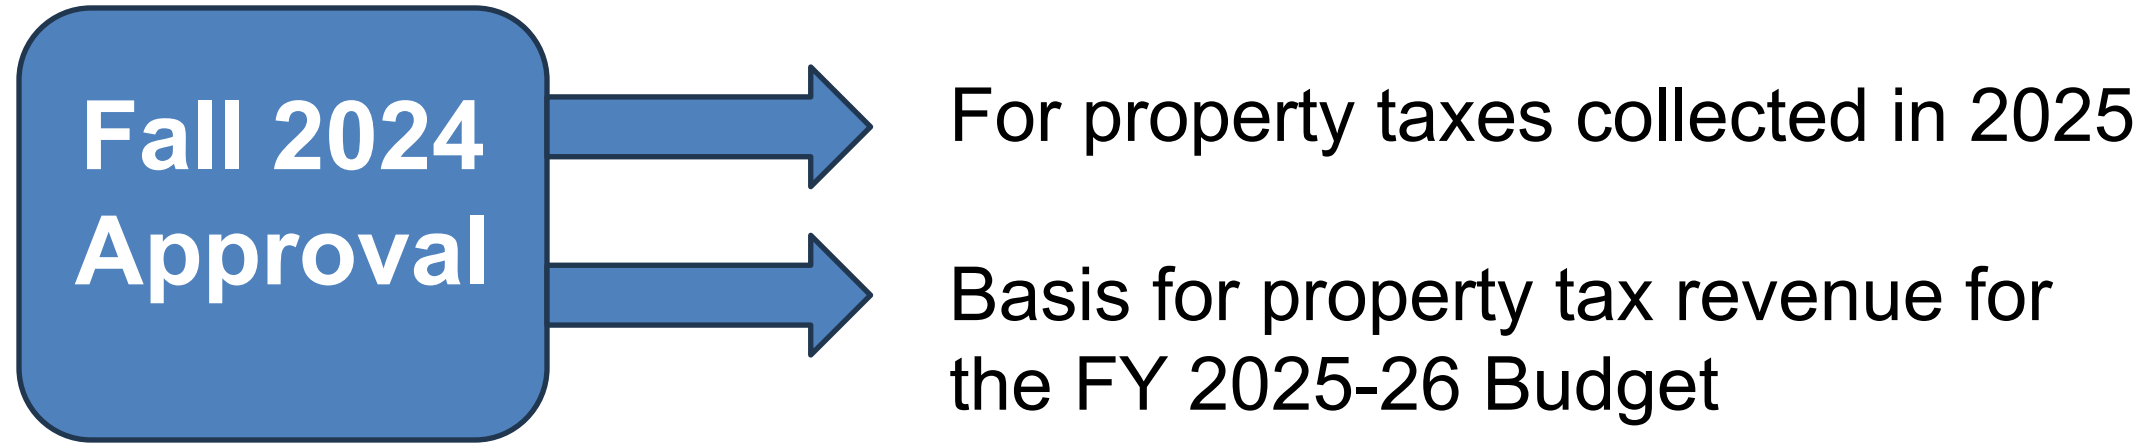 Fall 2024
Approval
For property taxes collected in 2025
Basis for property tax revenue for
the FY 2025-26 Budget